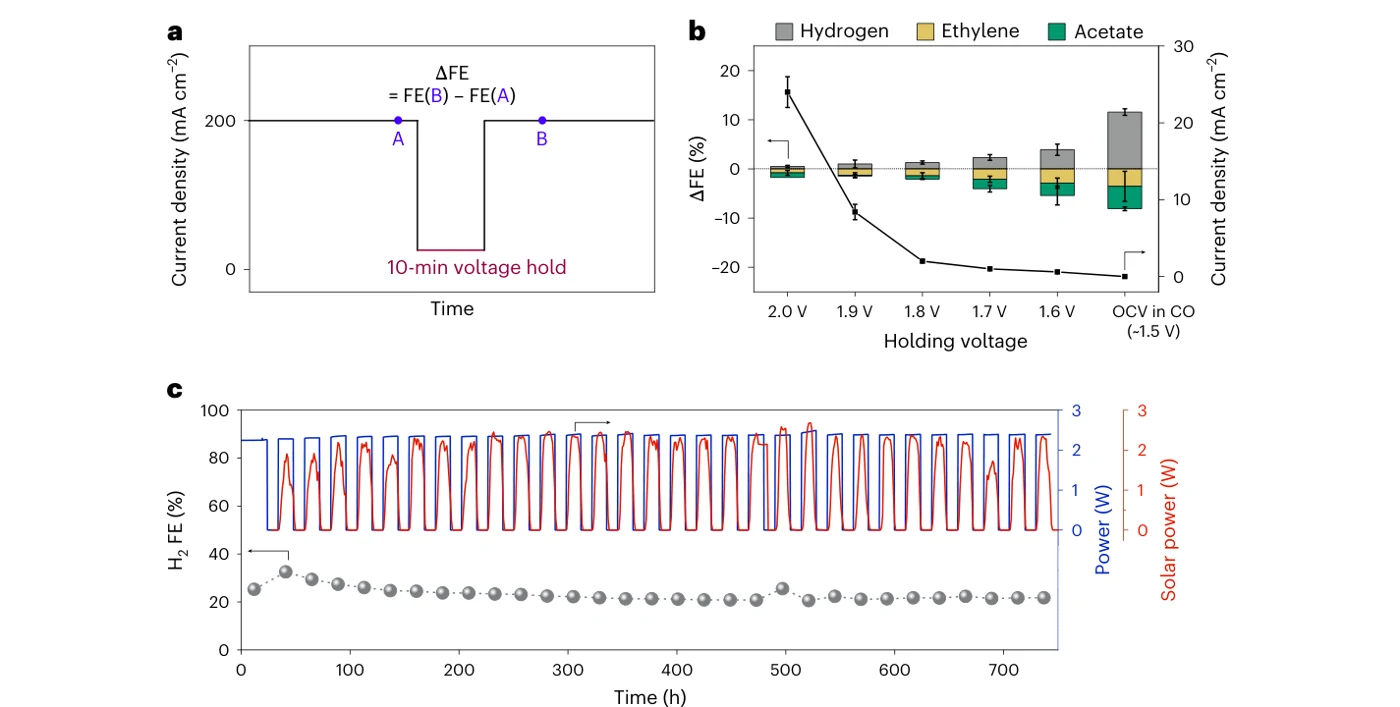 a
Current density (mA cm⁻²)
200
0
ΔFE
= FE(B) – FE(A)
A
B
10-min voltage hold
Time
b
Hydrogen
Ethylene
Acetate
ΔFE (%)
20
10
0
–10
–20
30
20
10
0
Current density (mA cm⁻²)
2.0 V
1.9 V
1.8 V
1.7 V
1.6 V
OCV in CO
(~1.5 V)
Holding voltage
c
H₂ FE (%)
100
80
60
40
20
0
3
2
1
0
Power (W)
3
2
1
0
Solar power (W)
0
100
200
300
400
500
600
700
Time (h)